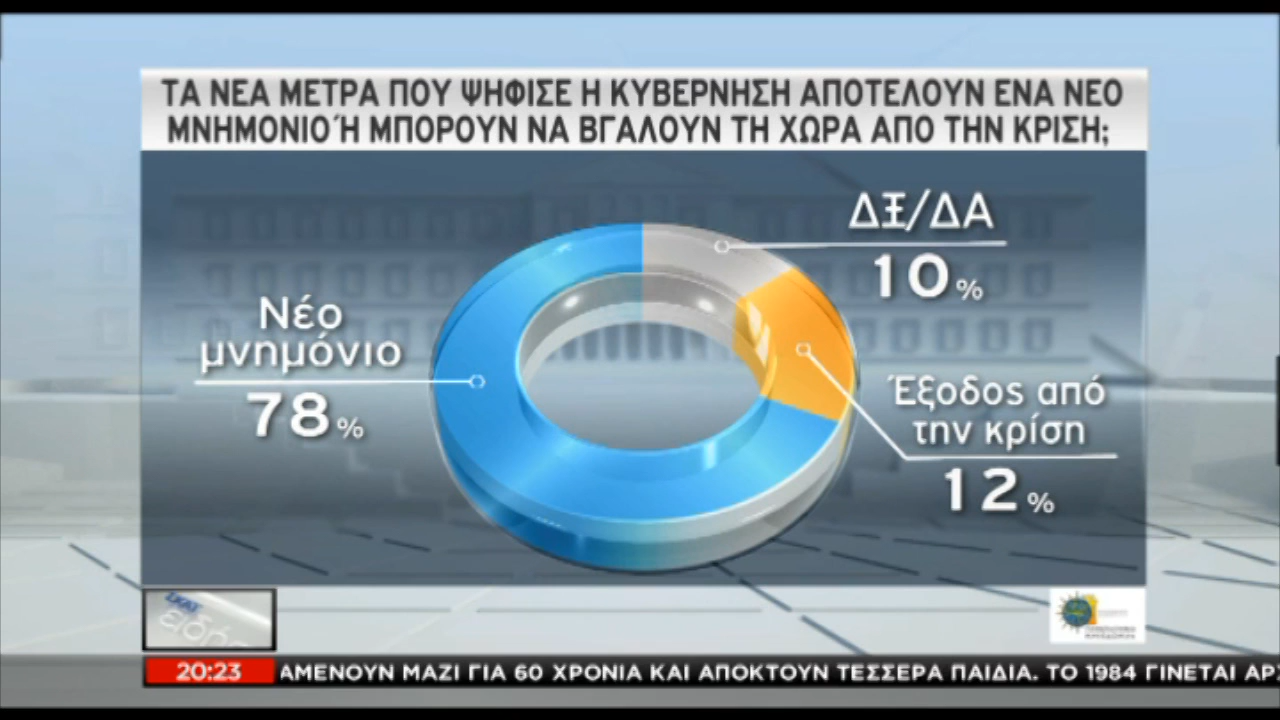 ΤΑ ΝΕΑ ΜΕΤΡΑ ΠΟΥ ΨΗΦΙΣΕ Η ΚΥΒΕΡΝΗΣΗ ΑΠΟΤΕΛΟΥΝ ΕΝΑ ΝΕΟ
ΜΝΗΜΟΝΙΟ Ή ΜΠΟΡΟΥΝ ΝΑ ΒΓΑΛΟΥΝ ΤΗ ΧΩΡΑ ΑΠΟ ΤΗΝ ΚΡΙΣΗ;
ΔΞ/ΔΑ
10%
Νέο
μνημόνιο
78%
Έξοδος από
την κρίση
12%
ΣΚΑΪ
20:23 ΑΜΕΝΟΥΝ ΜΑΖΙ ΓΙΑ 60 ΧΡΟΝΙΑ ΚΑΙ ΑΠΟΚΤΟΥΝ ΤΕΣΣΕΡΑ ΠΑΙΔΙΑ. ΤΟ 1984 ΓΙΝΕΤΑΙ ΑΡΣ